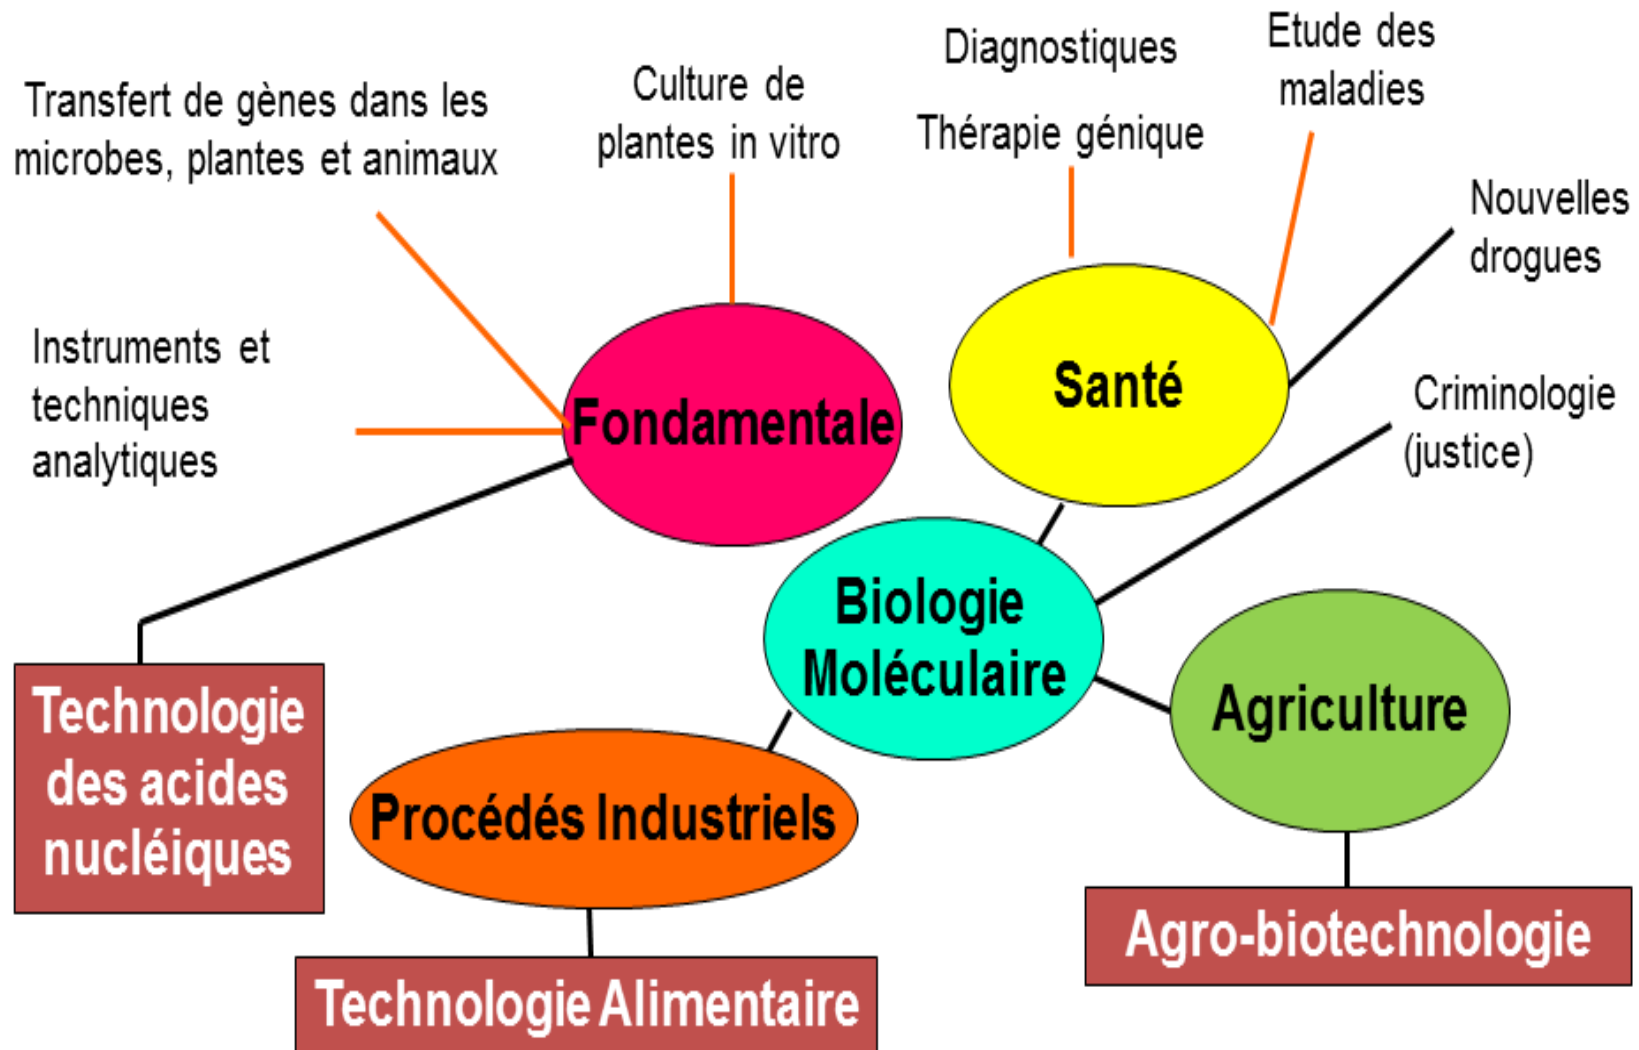 Transfert de gènes dans les
microbes, plantes et animaux
Culture de
plantes in vitro
Diagnostiques
Thérapie génique
Etude des
maladies
Nouvelles
drogues
Instruments et
techniques
analytiques
Fondamentale
Santé
Criminologie
(justice)
Biologie
Moléculaire
Agriculture
Technologie
des acides
nucléiques
Procédés Industriels
Agro-biotechnologie
Technologie Alimentaire